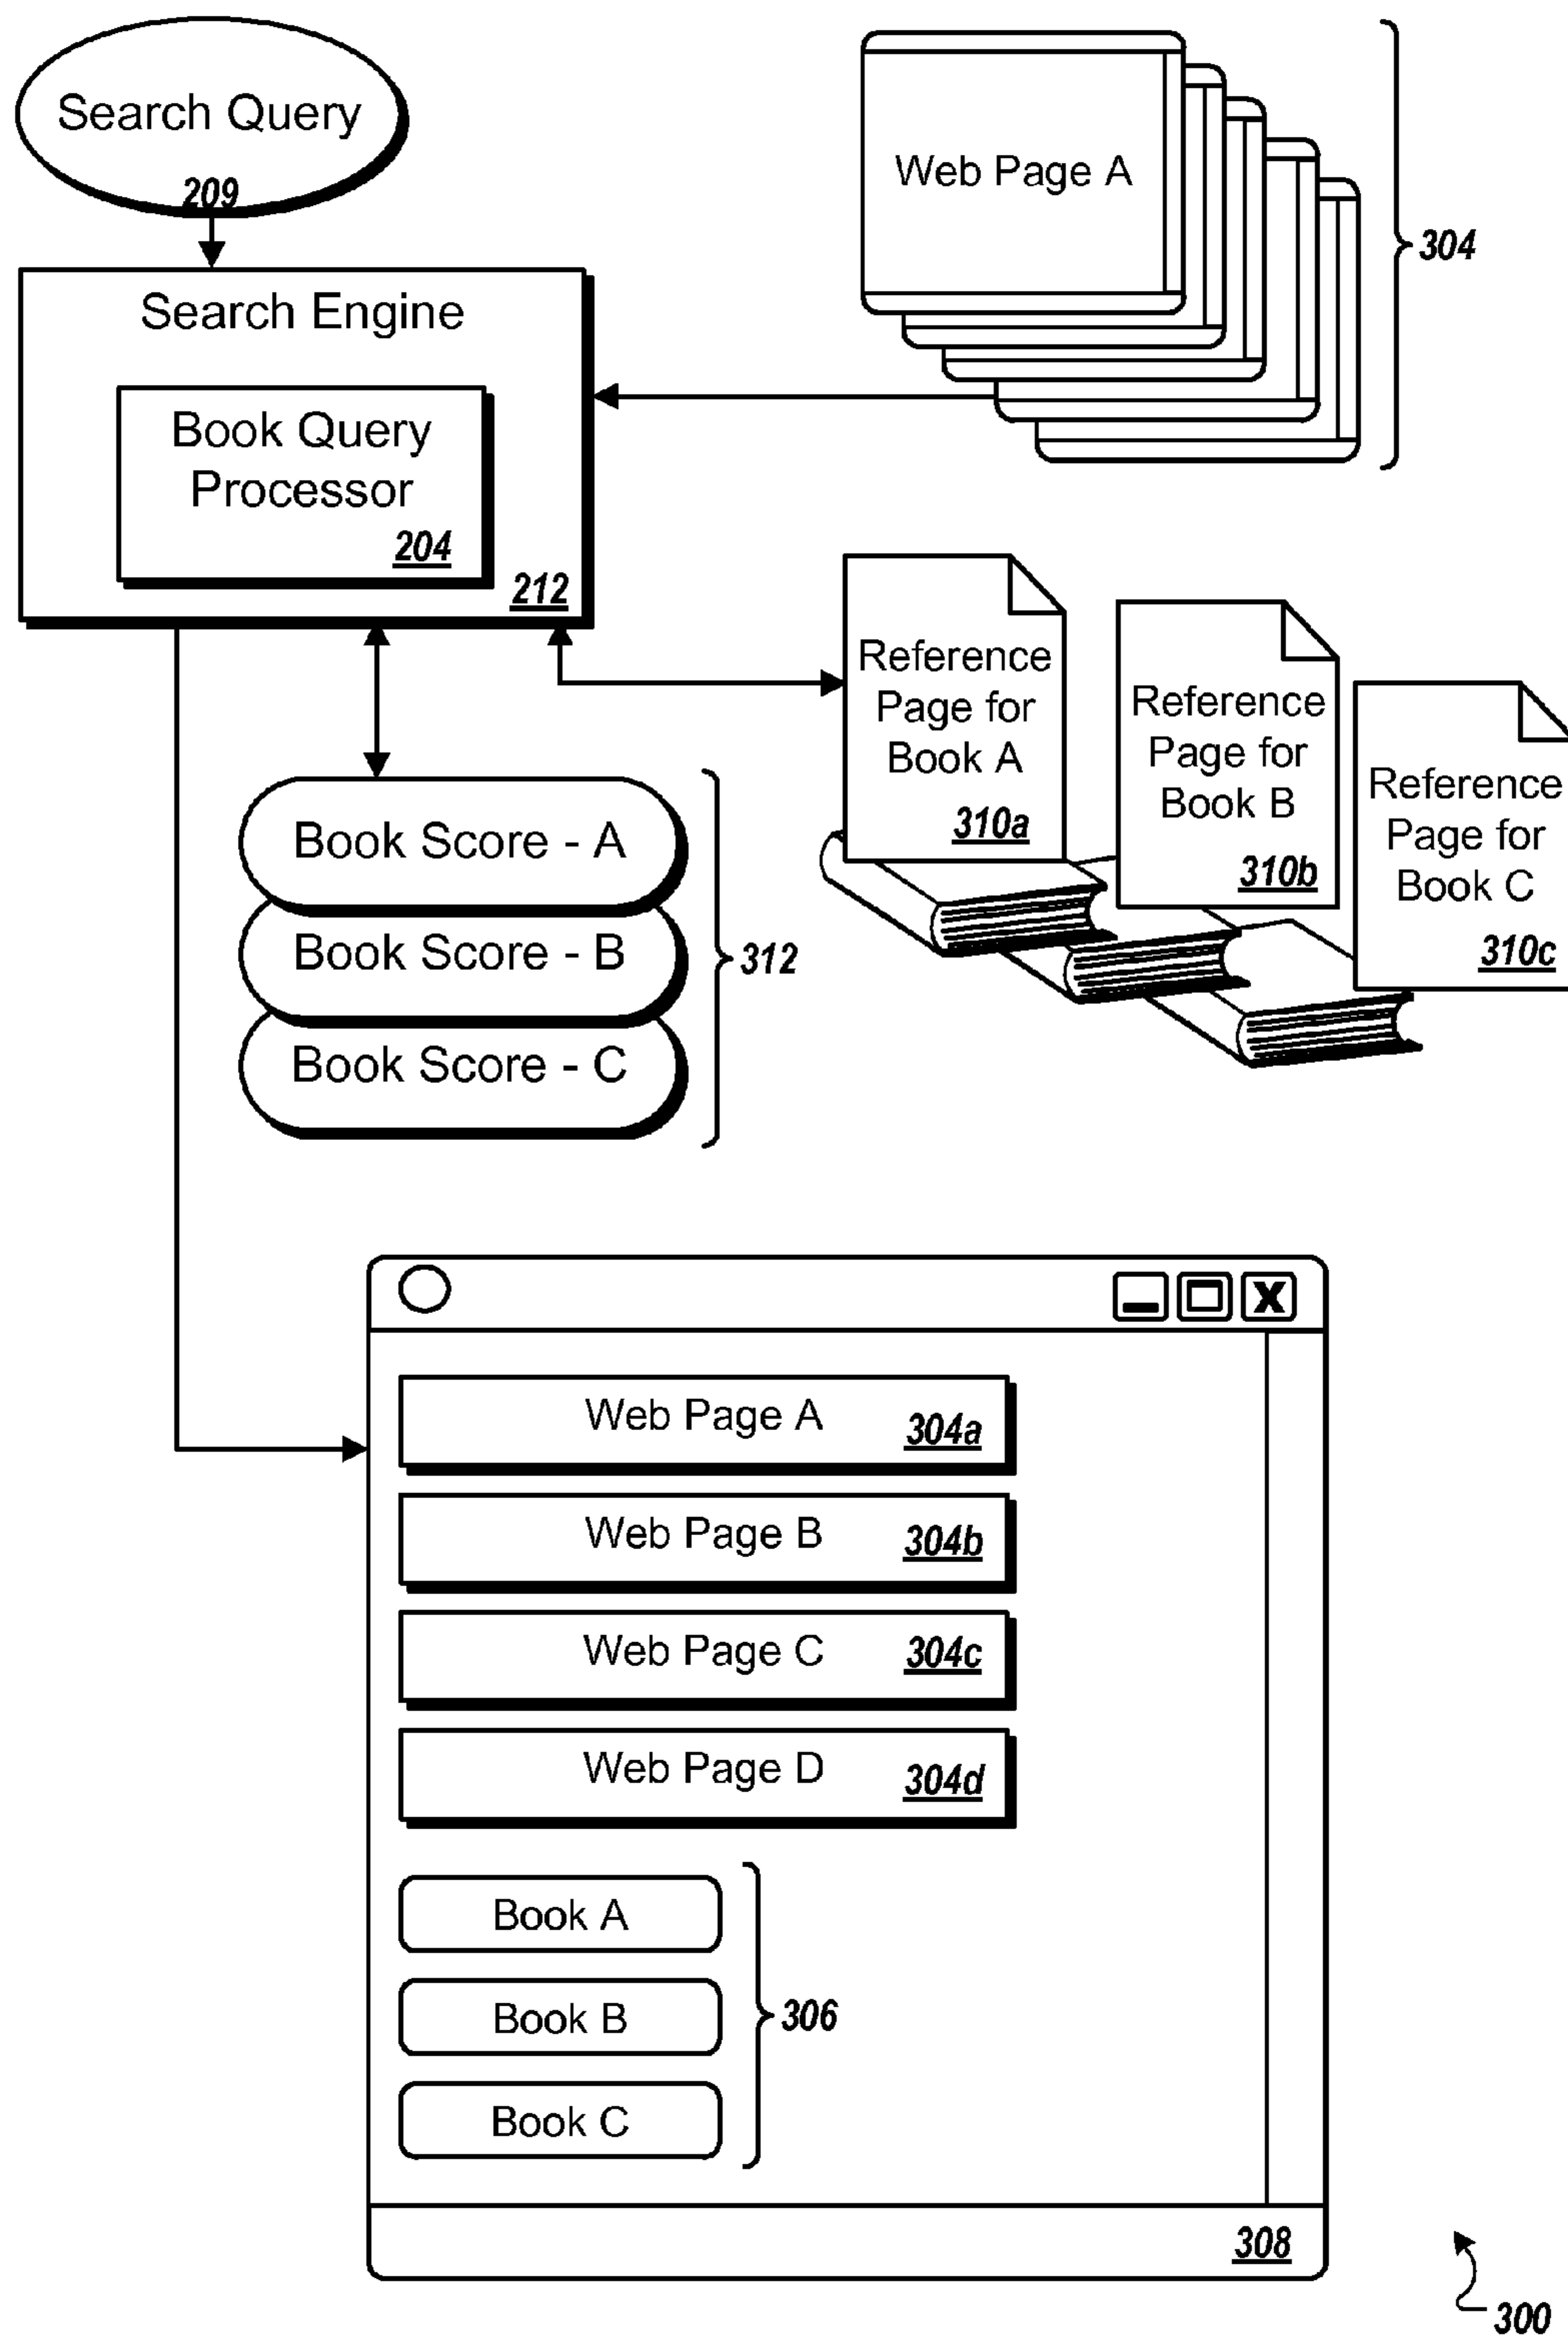 Search Query
209
Web Page A
304
Search Engine
Book Query
Processor
204
212
Reference
Page for
Book A
310a
Reference
Page for
Book B
310b
Reference
Page for
Book C
310c
Book Score - A
Book Score - B
Book Score - C
312
X
Web Page A
304a
Web Page B
304b
Web Page C
304c
Web Page D
304d
Book A
Book B
Book C
306
308
300